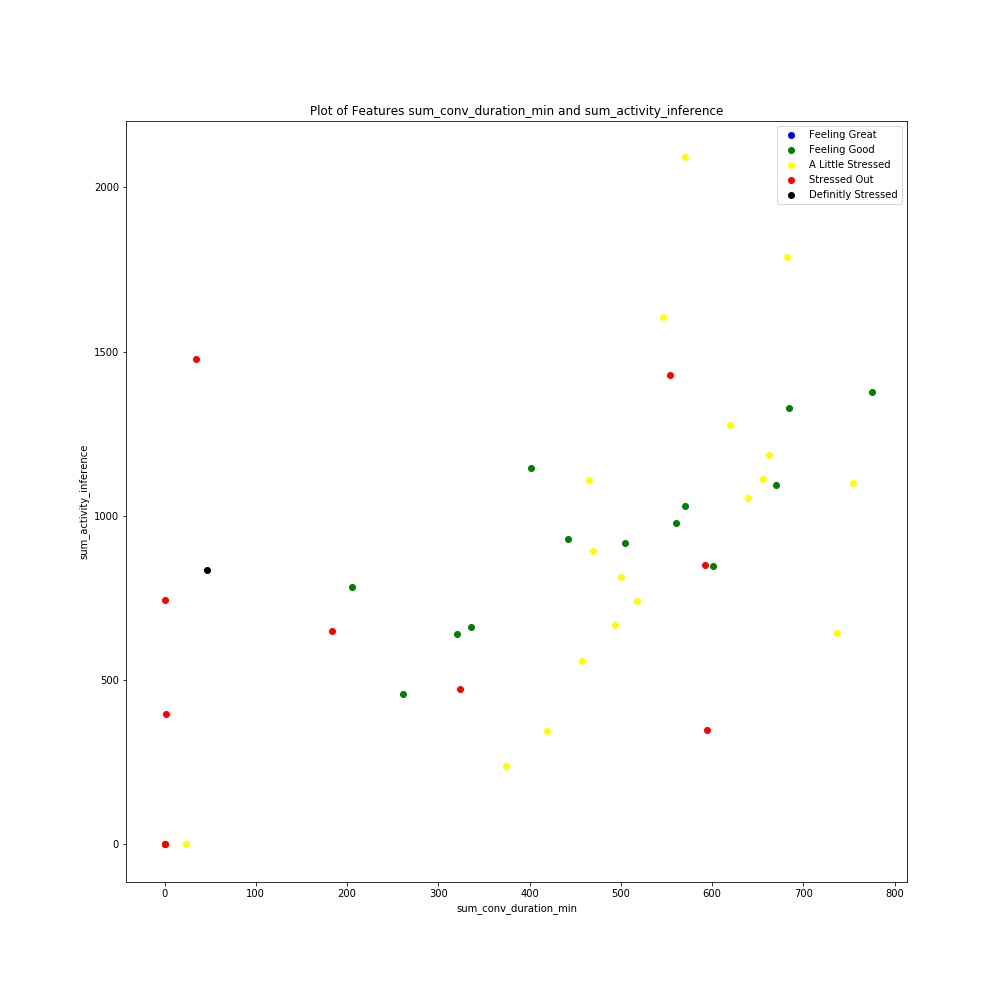 Plot of Features sum_conv_duration_min and sum_activity_inference
Feeling Great
Feeling Good
A Little Stressed
Stressed Out
Definitly Stressed
2000
1500
1000
500
0
sum_activity_inference
0 100 200 300 400 500 600 700 800
sum_conv_duration_min